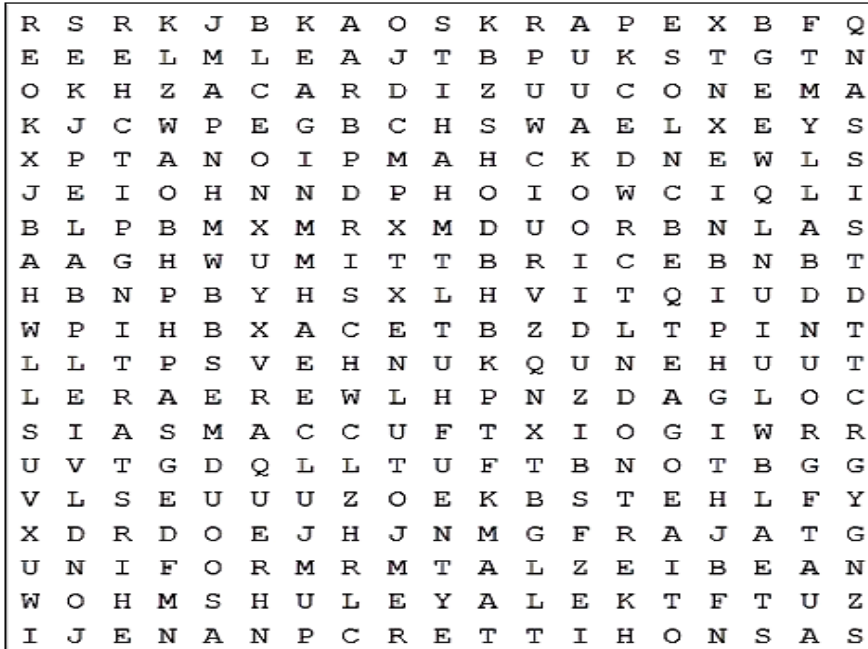 R S R K J B K A O S K R A P E X B F Q
E E E L M L E A J T B P U K S T G T N
O K H Z A C A R D I Z U U C O N E M A
K J C W P E G B C H S W A E L X E Y S
X P T A N O I P M A H C K D N E W L S
J E I O H N N D P H O I O W C I Q L I
B L P B M X M R X M D U O R B N L A S
A A G H W U M I T T B R I C E B N B T
H B N P B Y H S X L H V I T Q I U D D
W P I H B X A C E T B Z D L T P I N T
L L T P S V E H N U K Q U N E H U U T
L E R A E R E W L H P N Z D A G L O C
S I A S M A C C U F T X I O G I W R R
U V T G D Q L L T U F T B N O T B G G
V L S E U U U Z O E K B S T E H L F Y
X D R D O E J H J N M G F R A J A T G
U N I F O R M R M T A L Z E I B E A N
W O H M S H U L E Y A L E K T F T U Z
I J E N A N P C R E T T I H O N S A S